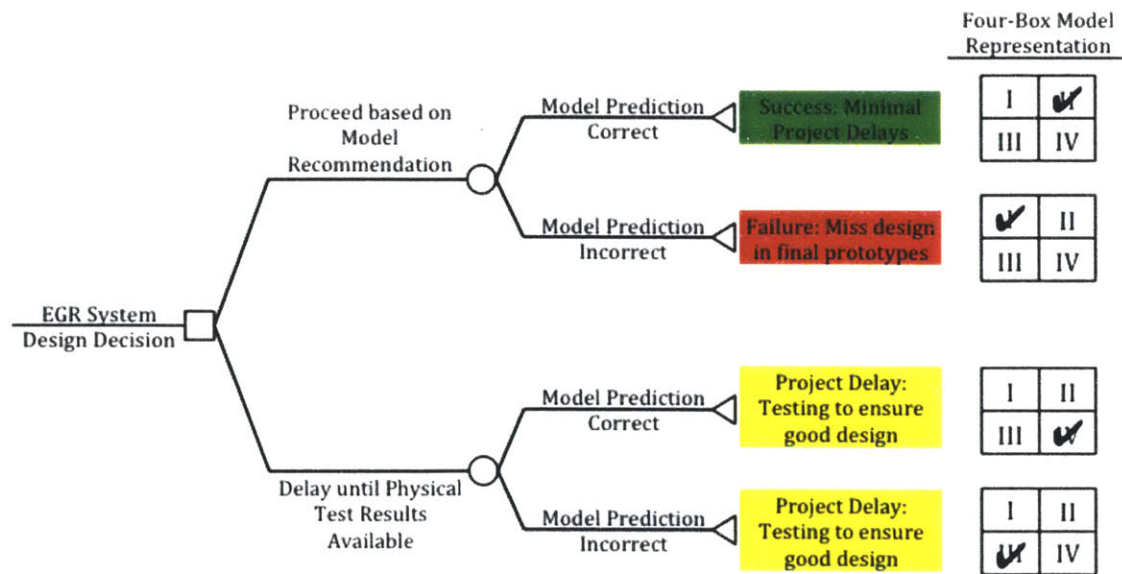 Four-Box Model
Representation
Proceed based on
Model
Recommendation
Model Prediction
Correct
Success: Minimal
Project Delays
I
III IV
Model Prediction
Incorrect
Failure: Miss design
in final prototypes
II
III IV
EGR System
Design Decision
Model Prediction
Correct
Project Delay:
Testing to ensure
good design
I II
III
Delay until Physical
Test Results
Available
Model Prediction
Incorrect
Project Delay:
Testing to ensure
good design
I II
IV